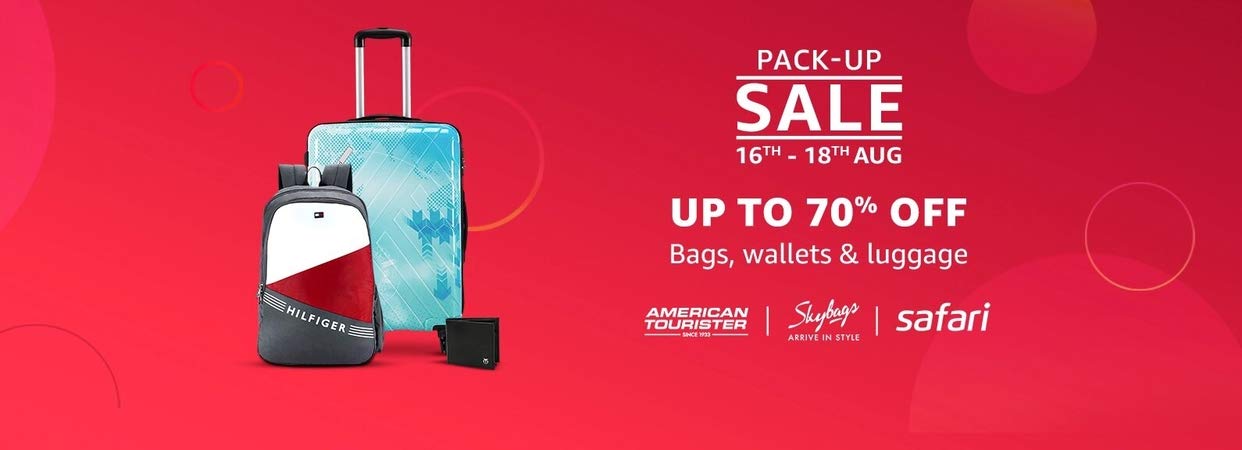 PACK-UP
SALE
16TH - 18TH AUG
UP TO 70% OFF
Bags, wallets & luggage
AMERICAN
TOURISTER
SINCE 1933
Skybags
ARRIVE IN STYLE
safari
HILFIGER